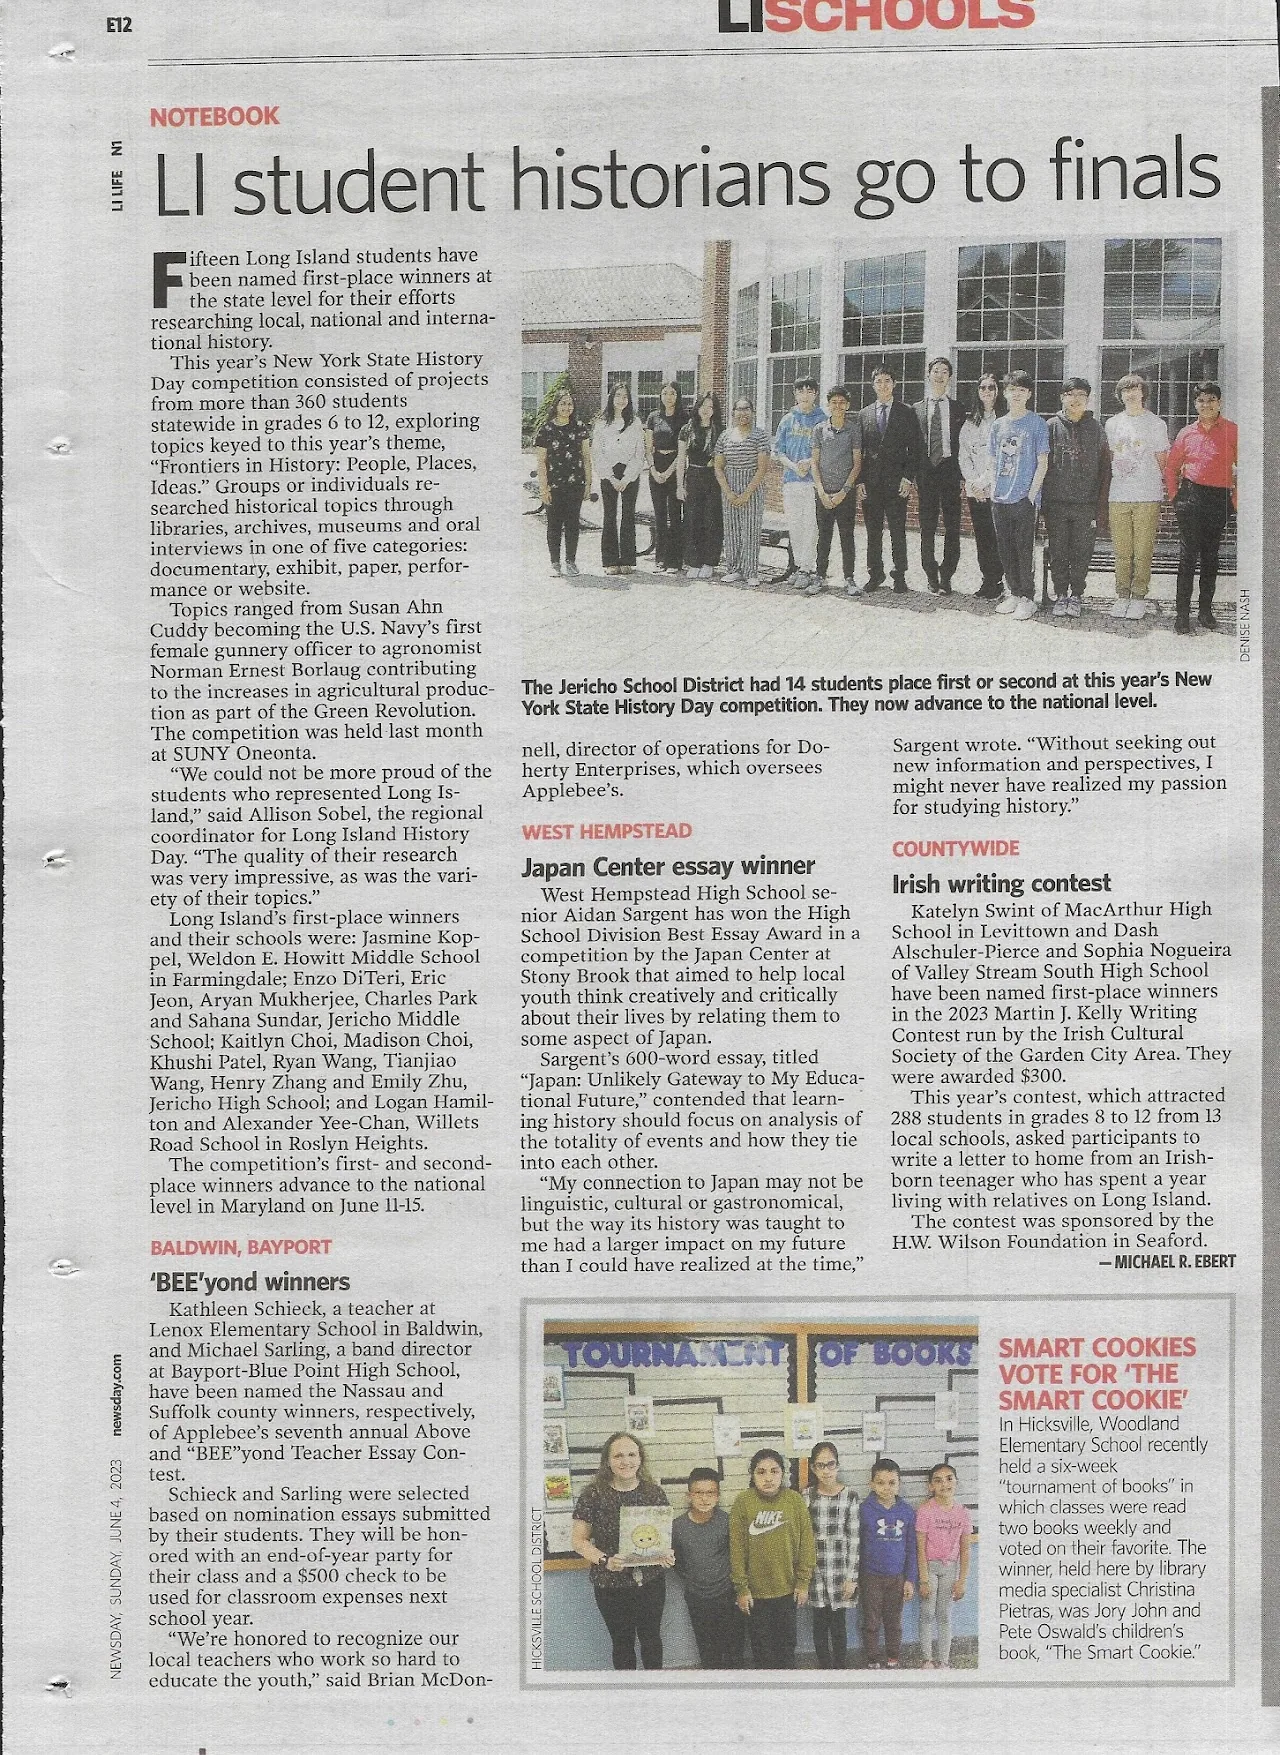 E12
LISCHOOLS
LI LIFE N1
NOTEBOOK
LI student historians go to finals
Fifteen Long Island students have
been named first-place winners at
the state level for their efforts
researching local, national and interna-
tional history.
This year's New York State History
Day competition consisted of projects
from more than 360 students
statewide in grades 6 to 12, exploring
topics keyed to this year's theme,
“Frontiers in History: People, Places,
Ideas.” Groups or individuals re-
searched historical topics through
libraries, archives, museums and oral
interviews in one of five categories:
documentary, exhibit, paper, perfor-
mance or website.
Topics ranged from Susan Ahn
Cuddy becoming the U.S. Navy's first
female gunnery officer to agronomist
Norman Ernest Borlaug contributing
to the increases in agricultural produc-
tion as part of the Green Revolution.
The competition was held last month
at SUNY Oneonta.
“We could not be more proud of the
students who represented Long Is-
land,” said Allison Sobel, the regional
coordinator for Long Island History
Day. “The quality of their research
was very impressive, as was the vari-
ety of their topics.”
Long Island's first-place winners
and their schools were: Jasmine Kop-
pel, Weldon E. Howitt Middle School
in Farmingdale; Enzo DiTeri, Eric
Jeon, Aryan Mukherjee, Charles Park
and Sahana Sundar, Jericho Middle
School; Kaitlyn Choi, Madison Choi,
Khushi Patel, Ryan Wang, Tianjiao
Wang, Henry Zhang and Emily Zhu,
Jericho High School; and Logan Hamil-
ton and Alexander Yee-Chan, Willets
Road School in Roslyn Heights.
The competition's first- and second-
place winners advance to the national
level in Maryland on June 11-15.
BALDWIN, BAYPORT
‘BEE’yond winners
Kathleen Schieck, a teacher at
Lenox Elementary School in Baldwin,
and Michael Sarling, a band director
at Bayport-Blue Point High School,
have been named the Nassau and
Suffolk county winners, respectively,
of Applebee's seventh annual Above
and “BEE”yond Teacher Essay Con-
test.
Schieck and Sarling were selected
based on nomination essays submitted
by their students. They will be hon-
ored with an end-of-year party for
their class and a $500 check to be
used for classroom expenses next
school year.
“We're honored to recognize our
local teachers who work so hard to
educate the youth,” said Brian McDon-
DENISE NASH
The Jericho School District had 14 students place first or second at this year's New
York State History Day competition. They now advance to the national level.
nell, director of operations for Do-
herty Enterprises, which oversees
Applebee's.
WEST HEMPSTEAD
Japan Center essay winner
West Hempstead High School se-
nior Aidan Sargent has won the High
School Division Best Essay Award in a
competition by the Japan Center at
Stony Brook that aimed to help local
youth think creatively and critically
about their lives by relating them to
some aspect of Japan.
Sargent's 600-word essay, titled
“Japan: Unlikely Gateway to My Educa-
tional Future,” contended that learn-
ing history should focus on analysis of
the totality of events and how they tie
into each other.
“My connection to Japan may not be
linguistic, cultural or gastronomical,
but the way its history was taught to
me had a larger impact on my future
than I could have realized at the time,”
Sargent wrote. “Without seeking out
new information and perspectives, I
might never have realized my passion
for studying history.”
COUNTYWIDE
Irish writing contest
Katelyn Swint of MacArthur High
School in Levittown and Dash
Alschuler-Pierce and Sophia Nogueira
of Valley Stream South High School
have been named first-place winners
in the 2023 Martin J. Kelly Writing
Contest run by the Irish Cultural
Society of the Garden City Area. They
were awarded $300.
This year's contest, which attracted
288 students in grades 8 to 12 from 13
local schools, asked participants to
write a letter to home from an Irish-
born teenager who has spent a year
living with relatives on Long Island.
The contest was sponsored by the
H.W. Wilson Foundation in Seaford.
— MICHAEL R. EBERT
TOURNAMENT OF BOOKS
NIKE
HICKSVILLE SCHOOL DISTRICT
SMART COOKIES
VOTE FOR ‘THE
SMART COOKIE’
In Hicksville, Woodland
Elementary School recently
held a six-week
“tournament of books” in
which classes were read
two books weekly and
voted on their favorite. The
winner, held here by library
media specialist Christina
Pietras, was Jory John and
Pete Oswald's children's
book, “The Smart Cookie.”
NEWSDAY, SUNDAY, JUNE 4, 2023 newsday.com